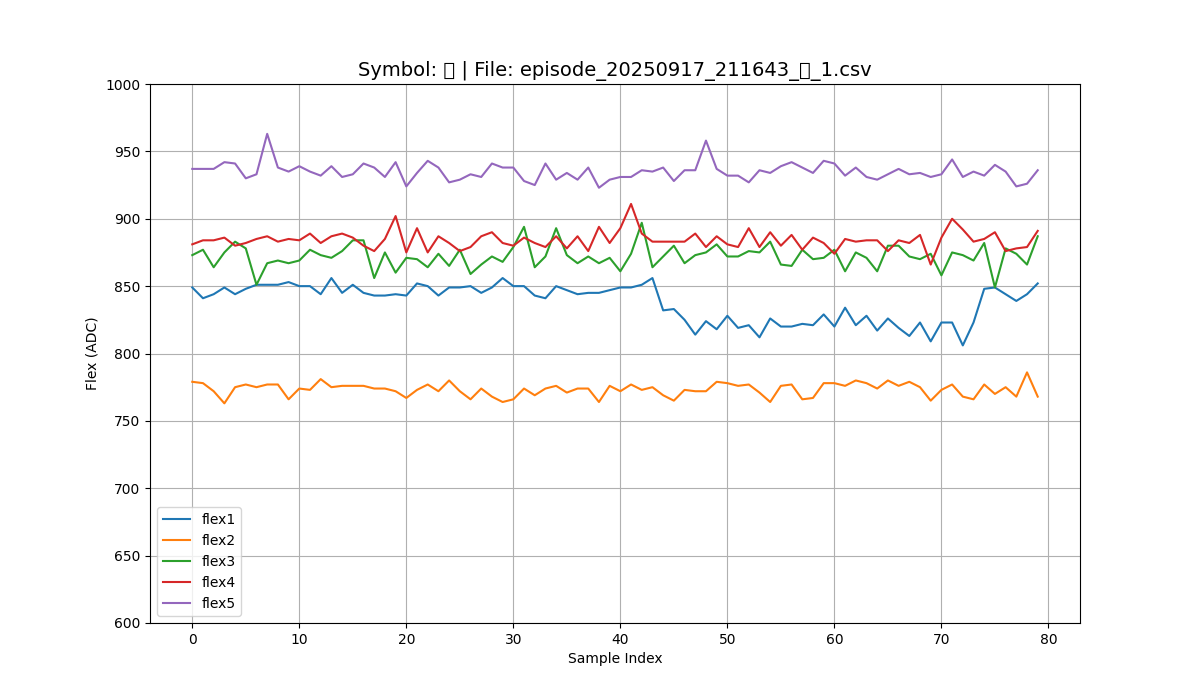 Symbol: ▯ | File: episode_20250917_211643_▯_1.csv
1000
950
900
850
800
750
700
650
600
Flex (ADC)
flex1
flex2
flex3
flex4
flex5
0 10 20 30 40 50 60 70 80
Sample Index